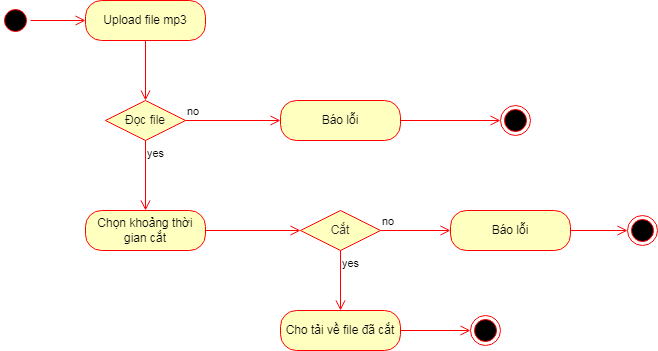 Upload file mp3
Đọc file
no
Báo lỗi
yes
Chọn khoảng thời
gian cắt
Cắt
no
Báo lỗi
yes
Cho tải về file đã cắt